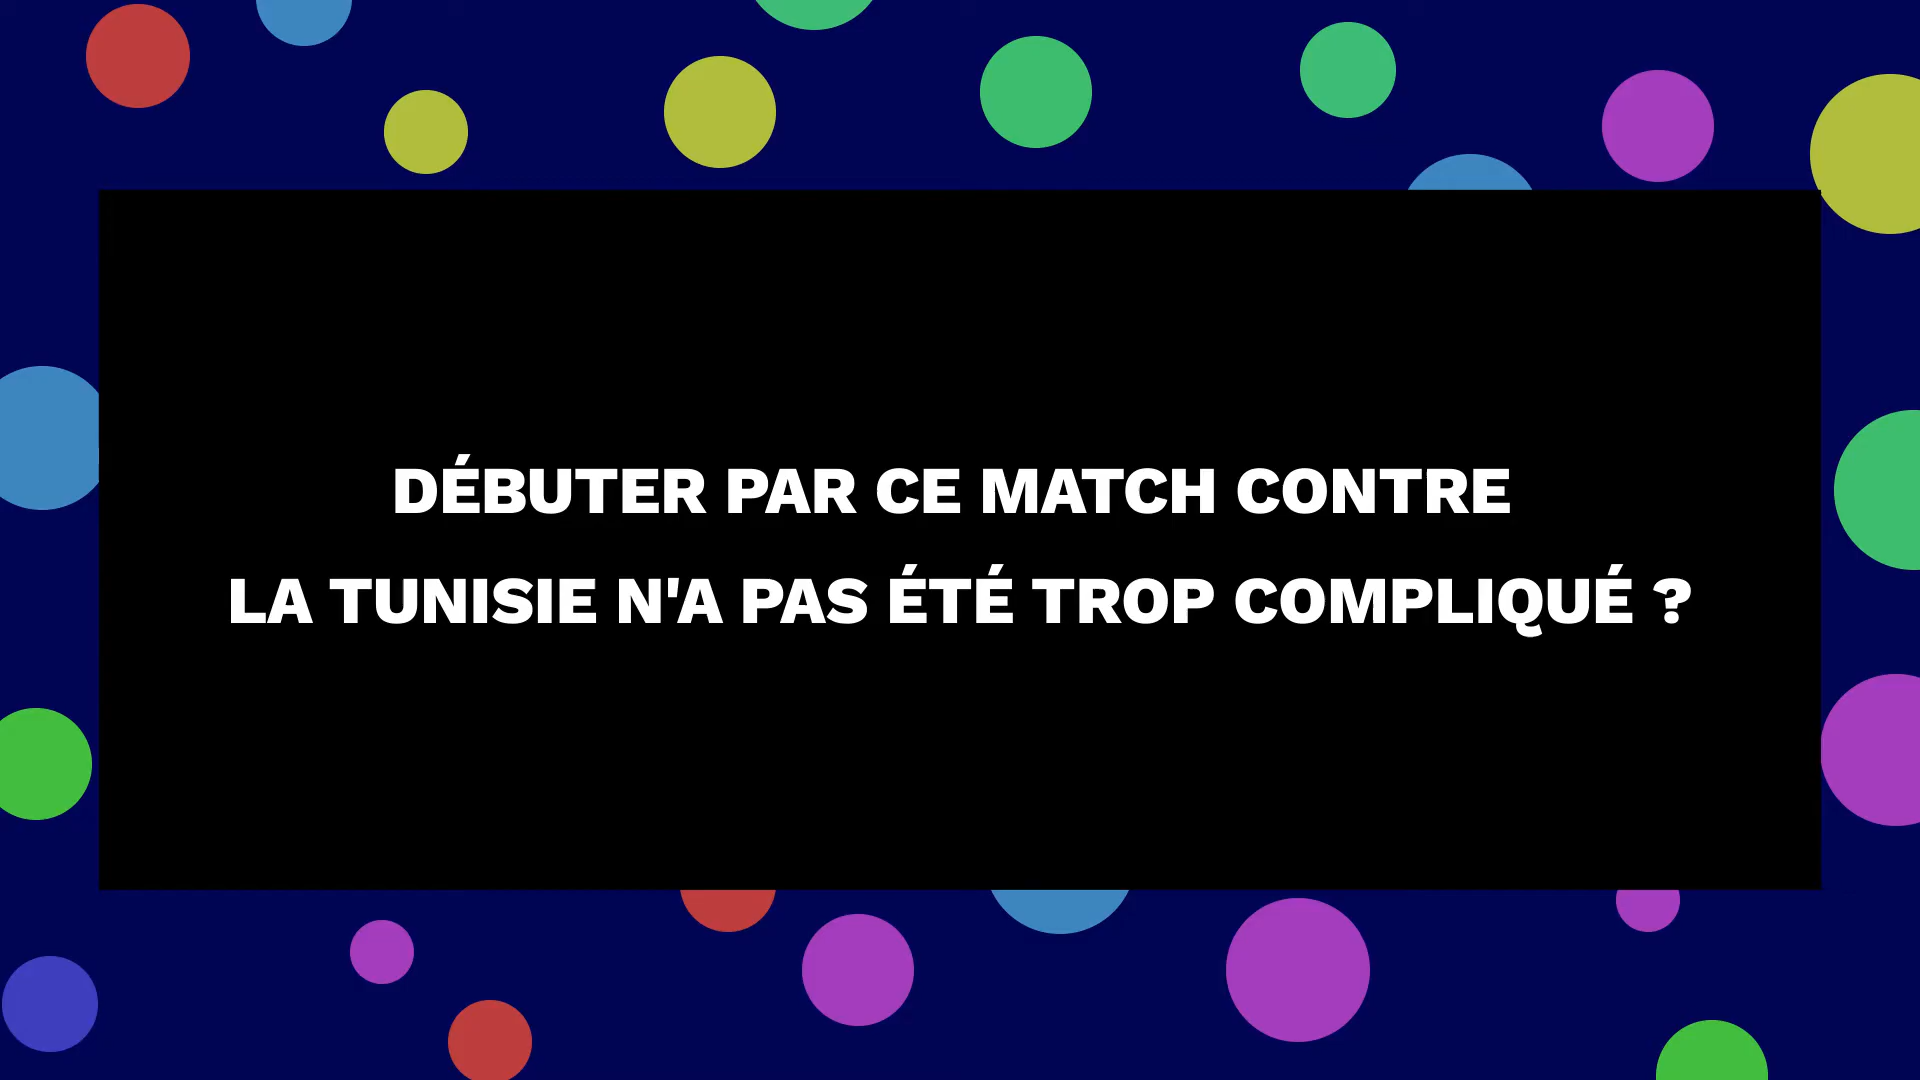 DÉBUTER PAR CE MATCH CONTRE
LA TUNISIE N'A PAS ÉTÉ TROP COMPLIQUÉ ?